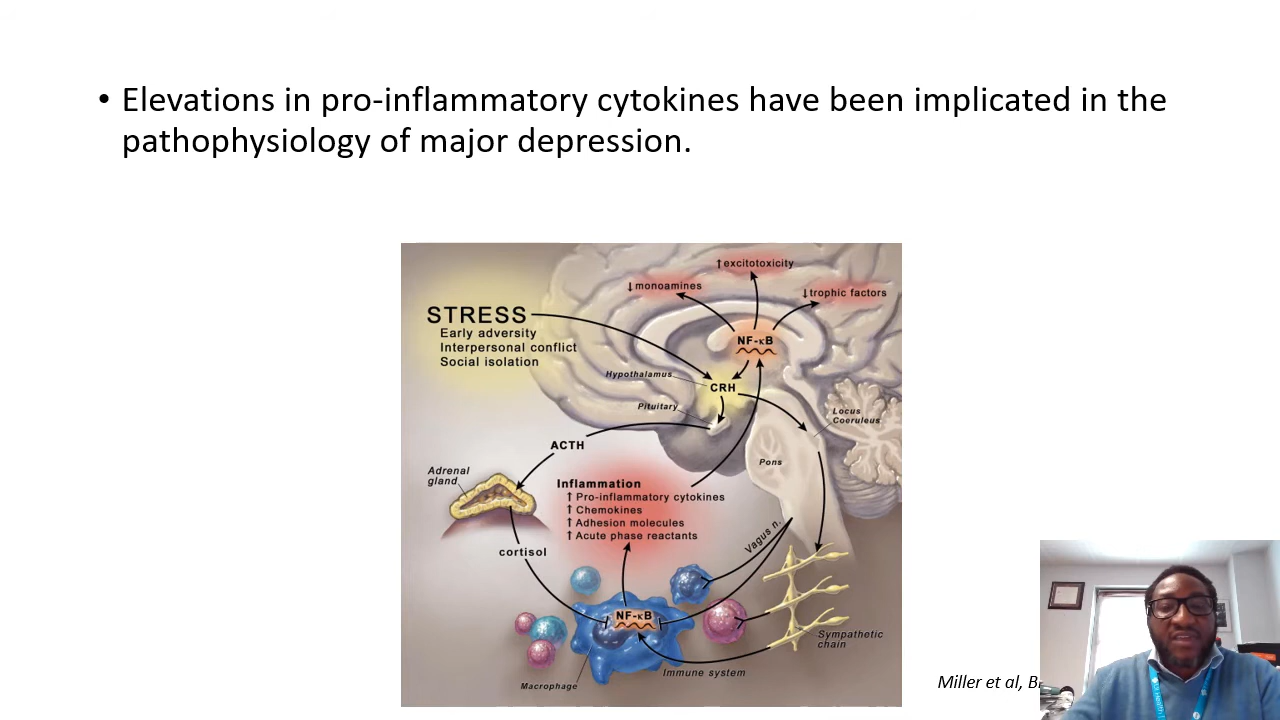 • Elevations in pro-inflammatory cytokines have been implicated in the
pathophysiology of major depression.
↑ excitotoxicity
↓ monoamines
↓ trophic factors
STRESS
Early adversity
Interpersonal conflict
Social isolation
NF-κB
Hypothalamus
CRH
Pituitary
Locus
Coeruleus
ACTH
Pons
Adrenal
gland
Inflammation
↑ Pro-inflammatory cytokines
↑ Chemokines
↑ Adhesion molecules
↑ Acute phase reactants
cortisol
Vagus n.
NF-κB
Sympathetic
chain
Immune system
Macrophage
Miller et al,